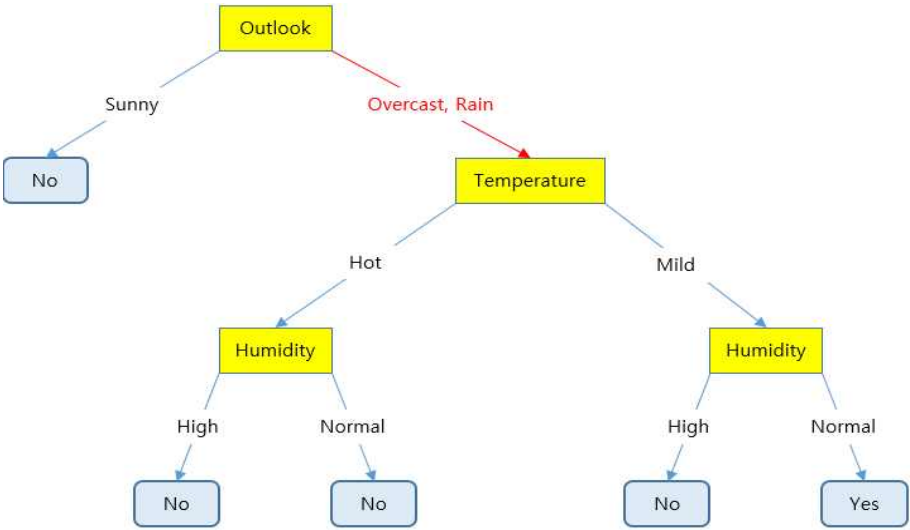 Outlook
Sunny
Overcast, Rain
No
Temperature
Hot
Mild
Humidity
Humidity
High
Normal
High
Normal
No
No
No
Yes